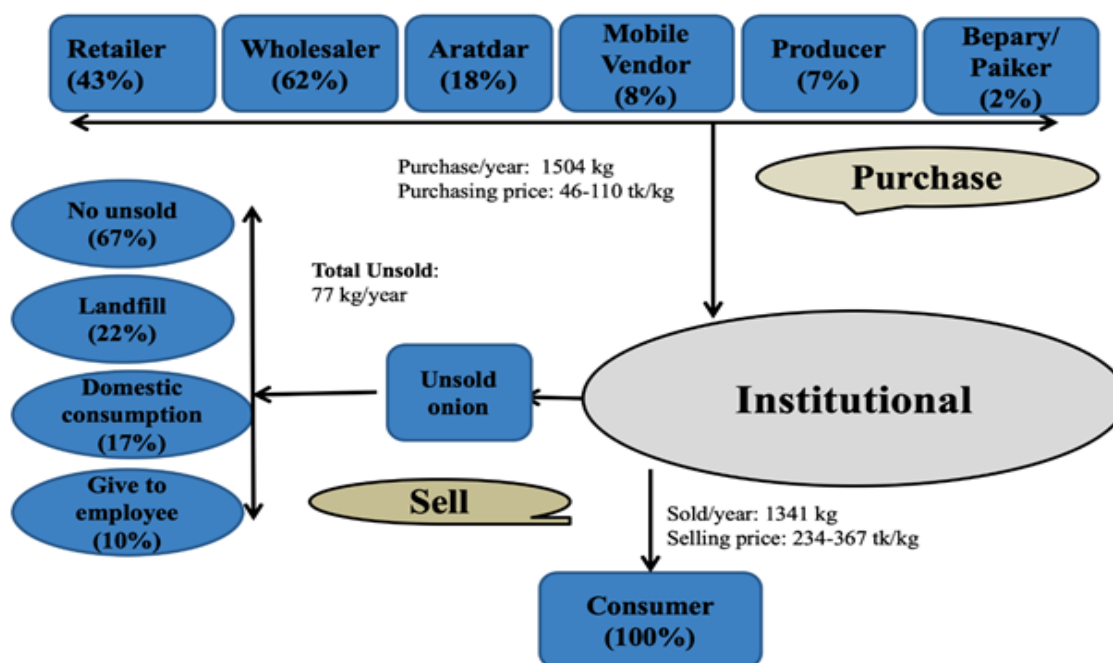 Retailer
(43%)
Wholesaler
(62%)
Aratdar
(18%)
Mobile
Vendor
(8%)
Producer
(7%)
Bepary/
Paiker
(2%)
Purchase/year: 1504 kg
Purchasing price: 46-110 tk/kg
Purchase
No unsold
(67%)
Landfill
(22%)
Domestic
consumption
(17%)
Give to
employee
(10%)
Total Unsold:
77 kg/year
Unsold
onion
Institutional
Sell
Sold/year: 1341 kg
Selling price: 234-367 tk/kg
Consumer
(100%)